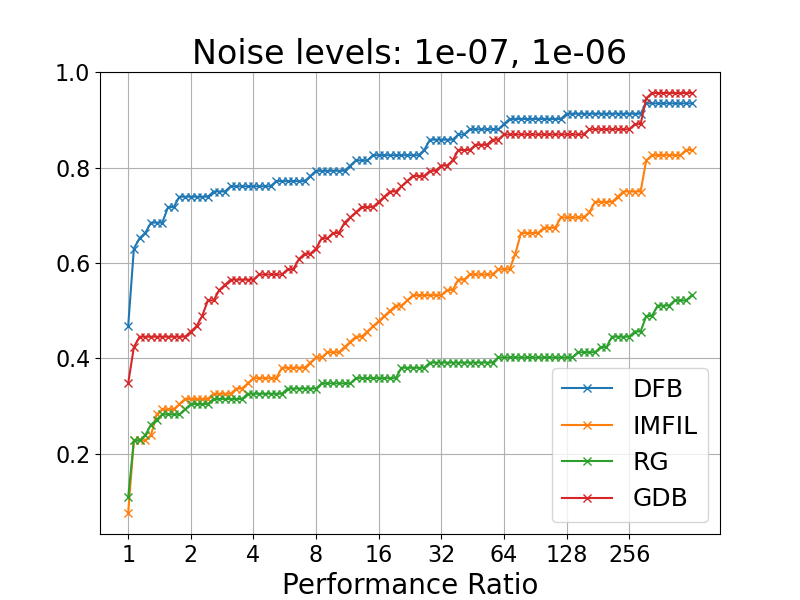 Noise levels: 1e-07, 1e-06
1.0
0.8
0.6
0.4
0.2
DFB
IMFIL
RG
GDB
1 2 4 8 16 32 64 128 256
Performance Ratio